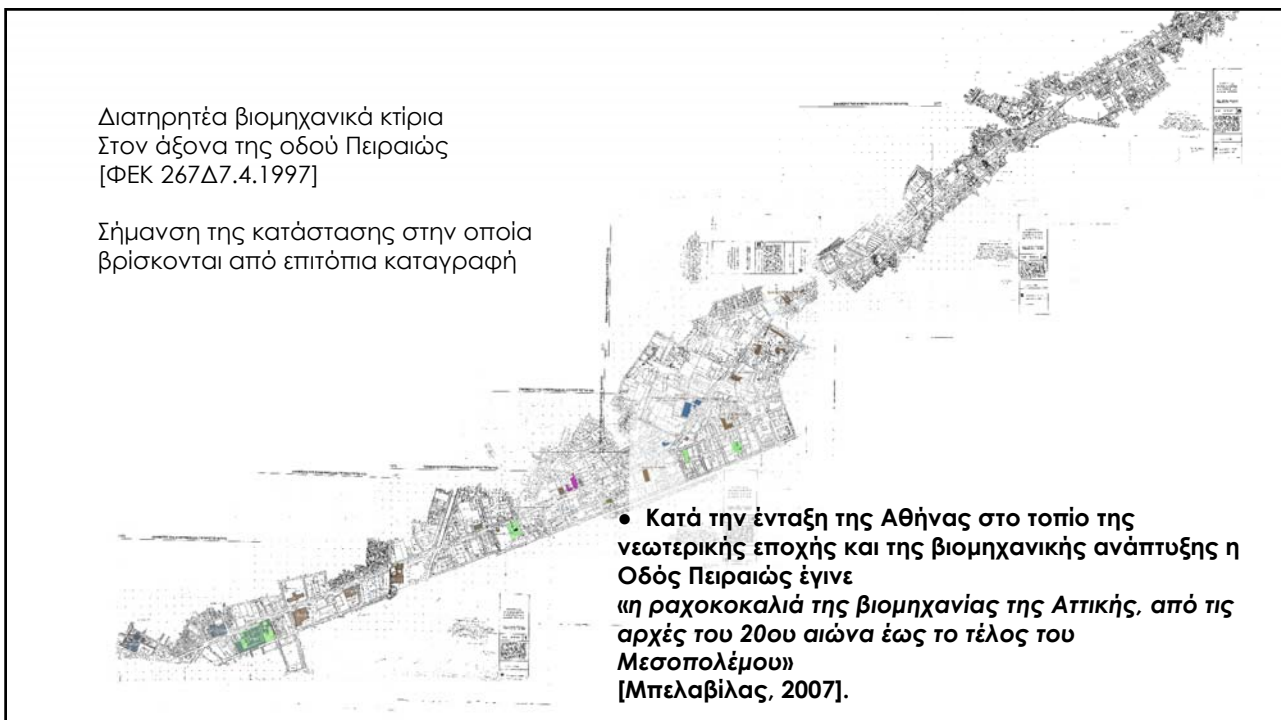 Διατηρητέα βιομηχανικά κτίρια
Στον άξονα της οδού Πειραιώς
[ΦΕΚ 267Δ7.4.1997]
Σήμανση της κατάστασης στην οποία
βρίσκονται από επιτόπια καταγραφή
● Κατά την ένταξη της Αθήνας στο τοπίο της
νεωτερικής εποχής και της βιομηχανικής ανάπτυξης η
Οδός Πειραιώς έγινε
«η ραχοκοκαλιά της βιομηχανίας της Αττικής, από τις
αρχές του 20ου αιώνα έως το τέλος του
Μεσοπολέμου»
[Μπελαβίλας, 2007].